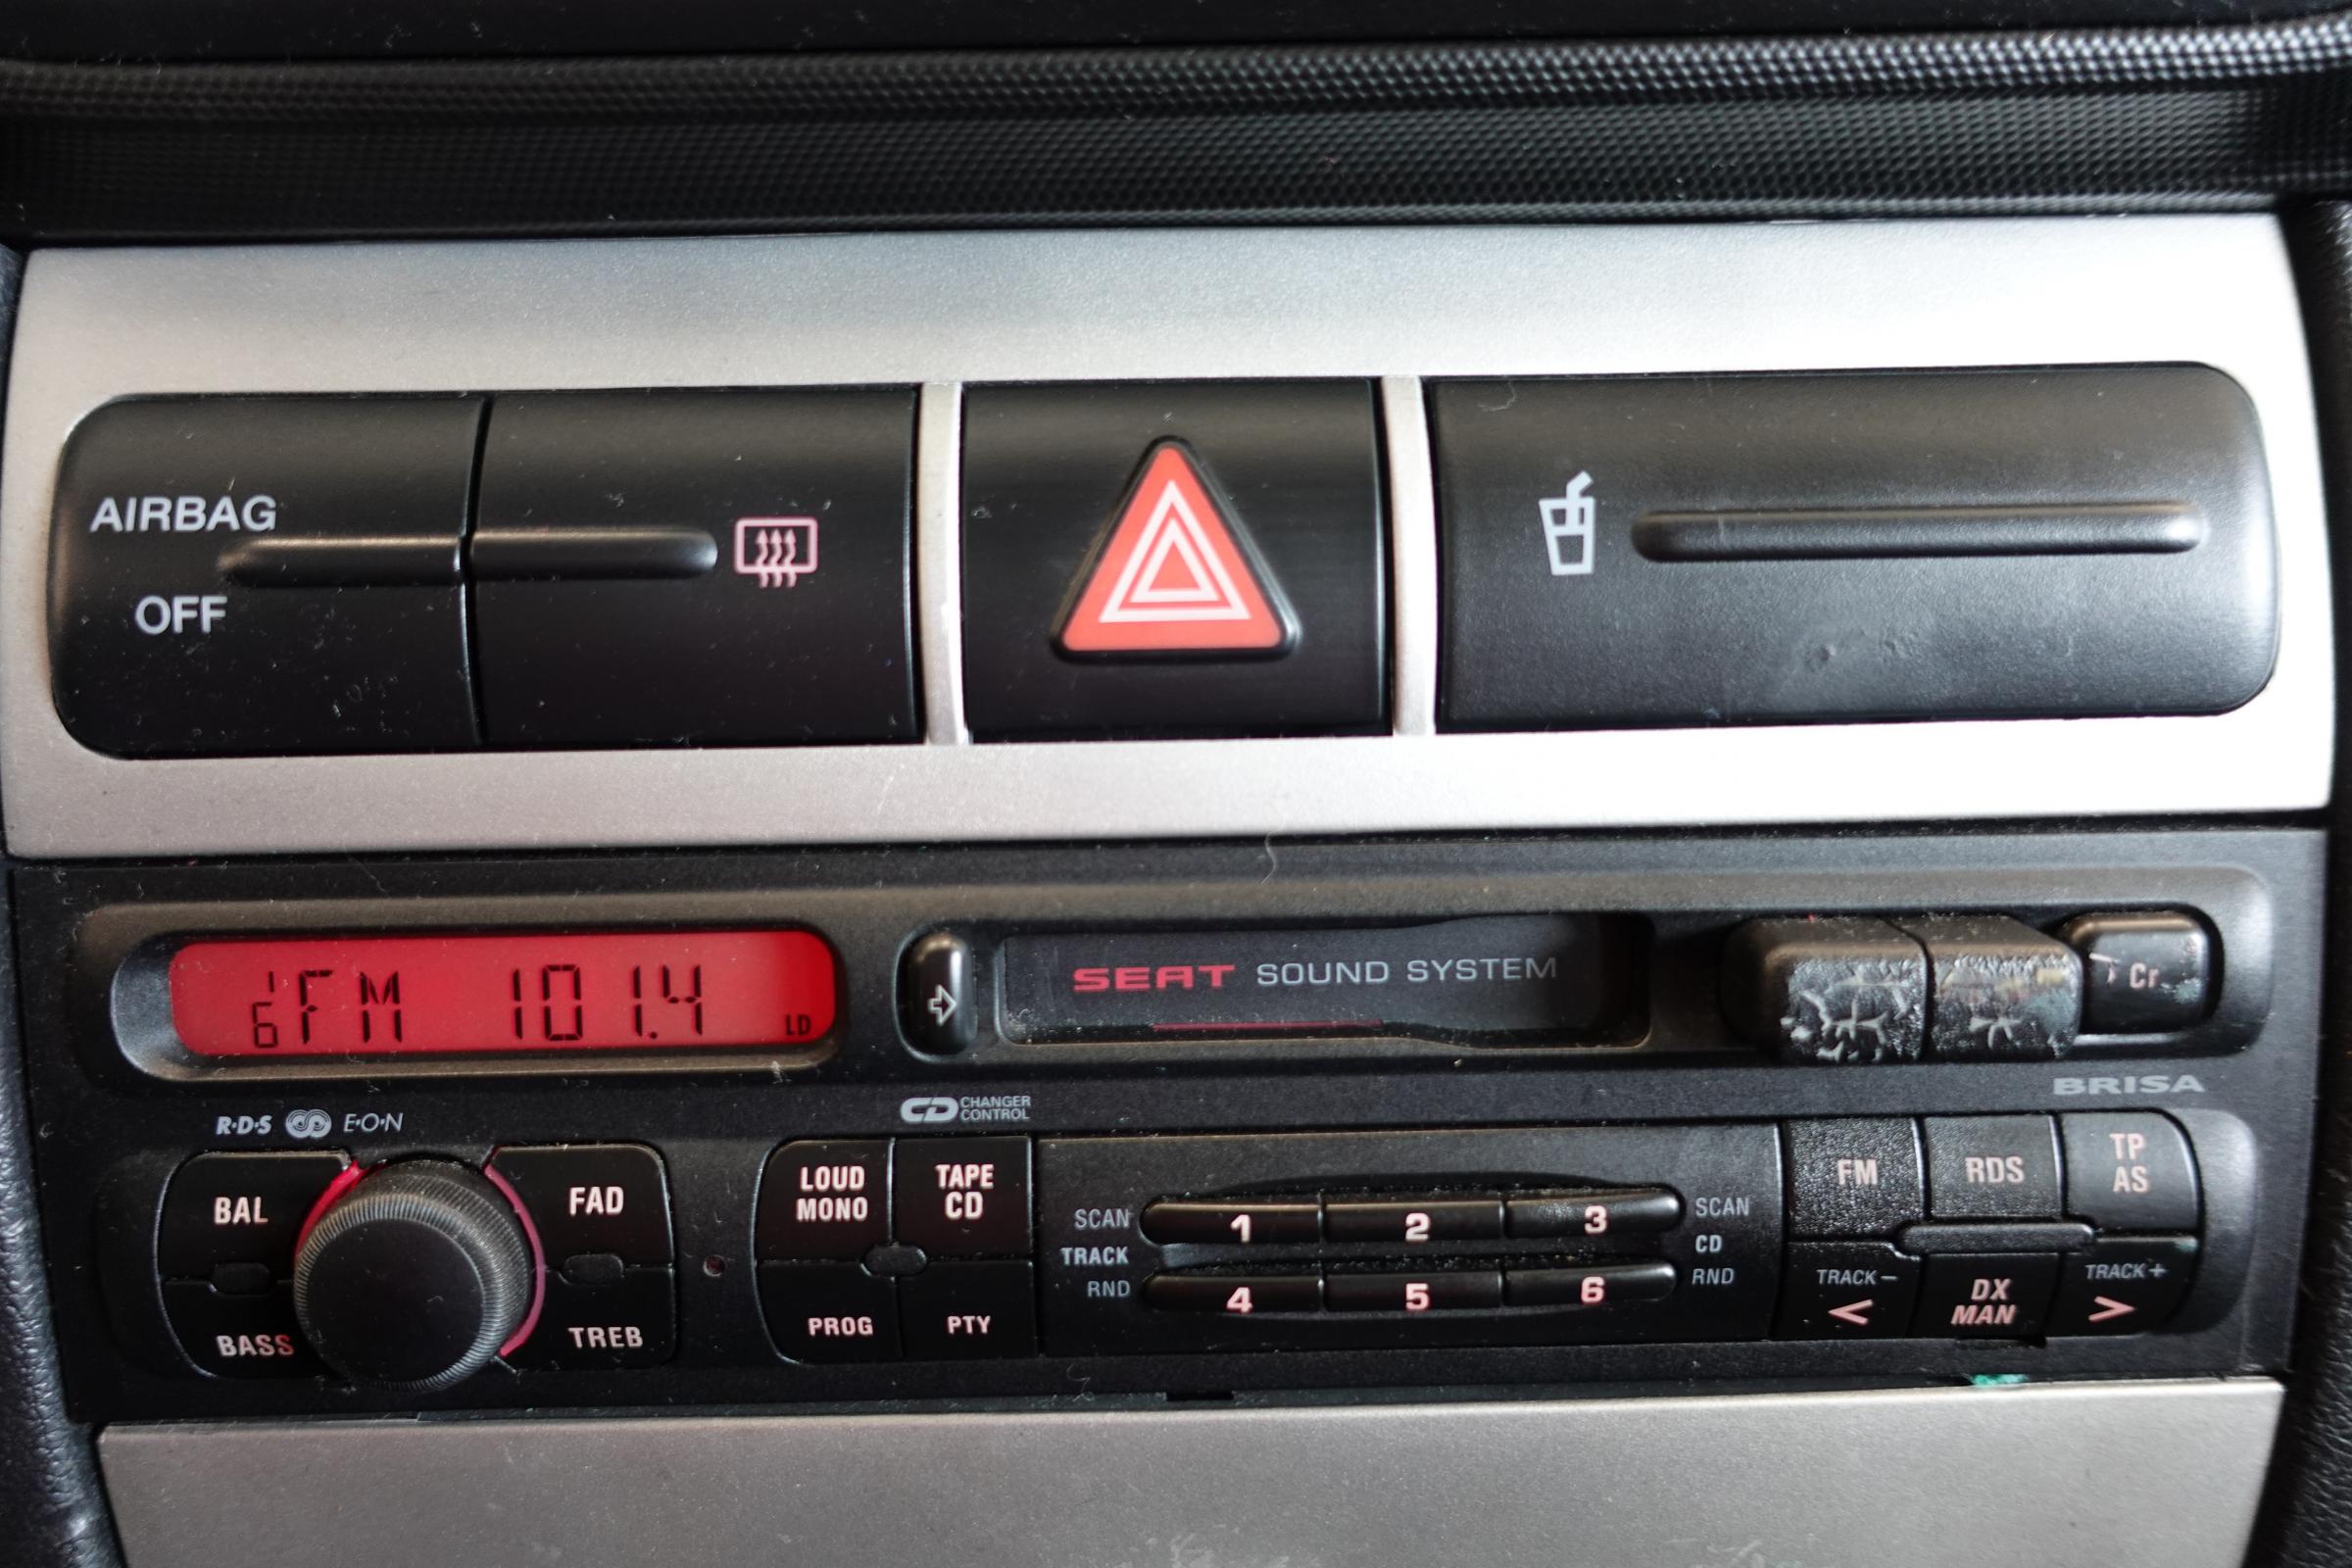 AIRBAG
OFF
1
6 FM 101.4 LD
SEAT SOUND SYSTEM
Cr
BRISA
R·D·S E·O·N
CD CHANGER
CONTROL
BAL
FAD
BASS
TREB
LOUD
MONO
TAPE
CD
PROG
PTY
SCAN 1 2 3 SCAN
TRACK CD
RND 4 5 6 RND
FM
RDS
TP
AS
TRACK−
<
DX
MAN
TRACK+
>